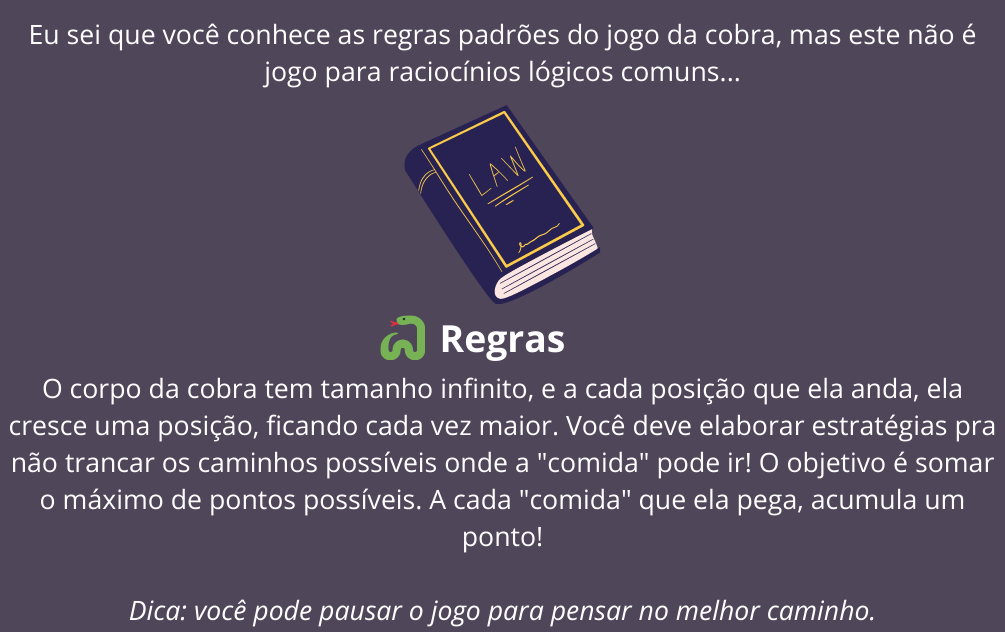 Eu sei que você conhece as regras padrões do jogo da cobra, mas este não é
jogo para raciocínios lógicos comuns...
LAW
Regras
O corpo da cobra tem tamanho infinito, e a cada posição que ela anda, ela
cresce uma posição, ficando cada vez maior. Você deve elaborar estratégias pra
não trancar os caminhos possíveis onde a "comida" pode ir! O objetivo é somar
o máximo de pontos possíveis. A cada "comida" que ela pega, acumula um
ponto!
Dica: você pode pausar o jogo para pensar no melhor caminho.